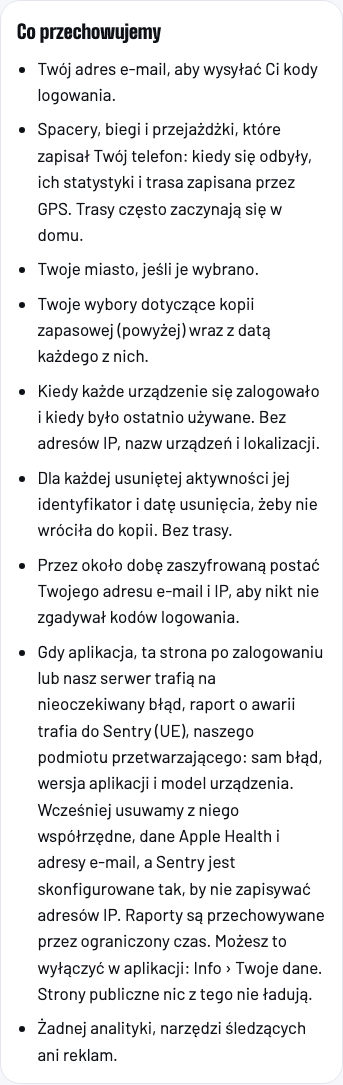 Co przechowujemy
• Twój adres e-mail, aby wysyłać Ci kody
logowania.
• Spacery, biegi i przejażdżki, które
zapisał Twój telefon: kiedy się odbyły,
ich statystyki i trasa zapisana przez
GPS. Trasy często zaczynają się w
domu.
• Twoje miasto, jeśli je wybrano.
• Twoje wybory dotyczące kopii
zapasowej (powyżej) wraz z datą
każdego z nich.
• Kiedy każde urządzenie się zalogowało
i kiedy było ostatnio używane. Bez
adresów IP, nazw urządzeń i lokalizacji.
• Dla każdej usuniętej aktywności jej
identyfikator i datę usunięcia, żeby nie
wróciła do kopii. Bez trasy.
• Przez około dobę zaszyfrowaną postać
Twojego adresu e-mail i IP, aby nikt nie
zgadywał kodów logowania.
• Gdy aplikacja, ta strona po zalogowaniu
lub nasz serwer trafią na
nieoczekiwany błąd, raport o awarii
trafia do Sentry (UE), naszego
podmiotu przetwarzającego: sam błąd,
wersja aplikacji i model urządzenia.
Wcześniej usuwamy z niego
współrzędne, dane Apple Health i
adresy e-mail, a Sentry jest
skonfigurowane tak, by nie zapisywać
adresów IP. Raporty są przechowywane
przez ograniczony czas. Możesz to
wyłączyć w aplikacji: Info › Twoje dane.
Strony publiczne nic z tego nie ładują.
• Żadnej analityki, narzędzi śledzących
ani reklam.